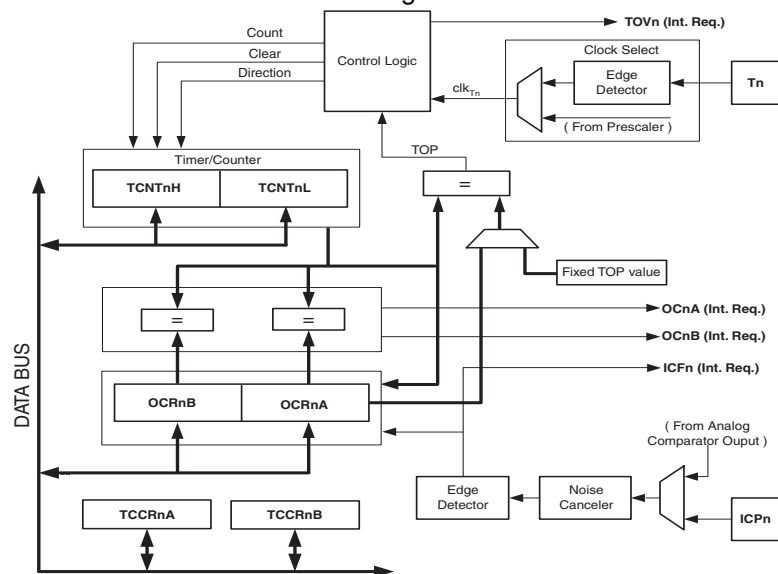 TOVn (Int. Req.)
Count
Clear
Direction
Control Logic
Clock Select
clkTn
Edge
Detector
Tn
( From Prescaler )
TOP
Timer/Counter
TCNTnH
TCNTnL
=
Fixed TOP value
=
=
OCnA (Int. Req.)
OCnB (Int. Req.)
ICFn (Int. Req.)
DATA BUS
OCRnB
OCRnA
( From Analog
Comparator Ouput )
Edge
Detector
Noise
Canceler
ICPn
TCCRnA
TCCRnB